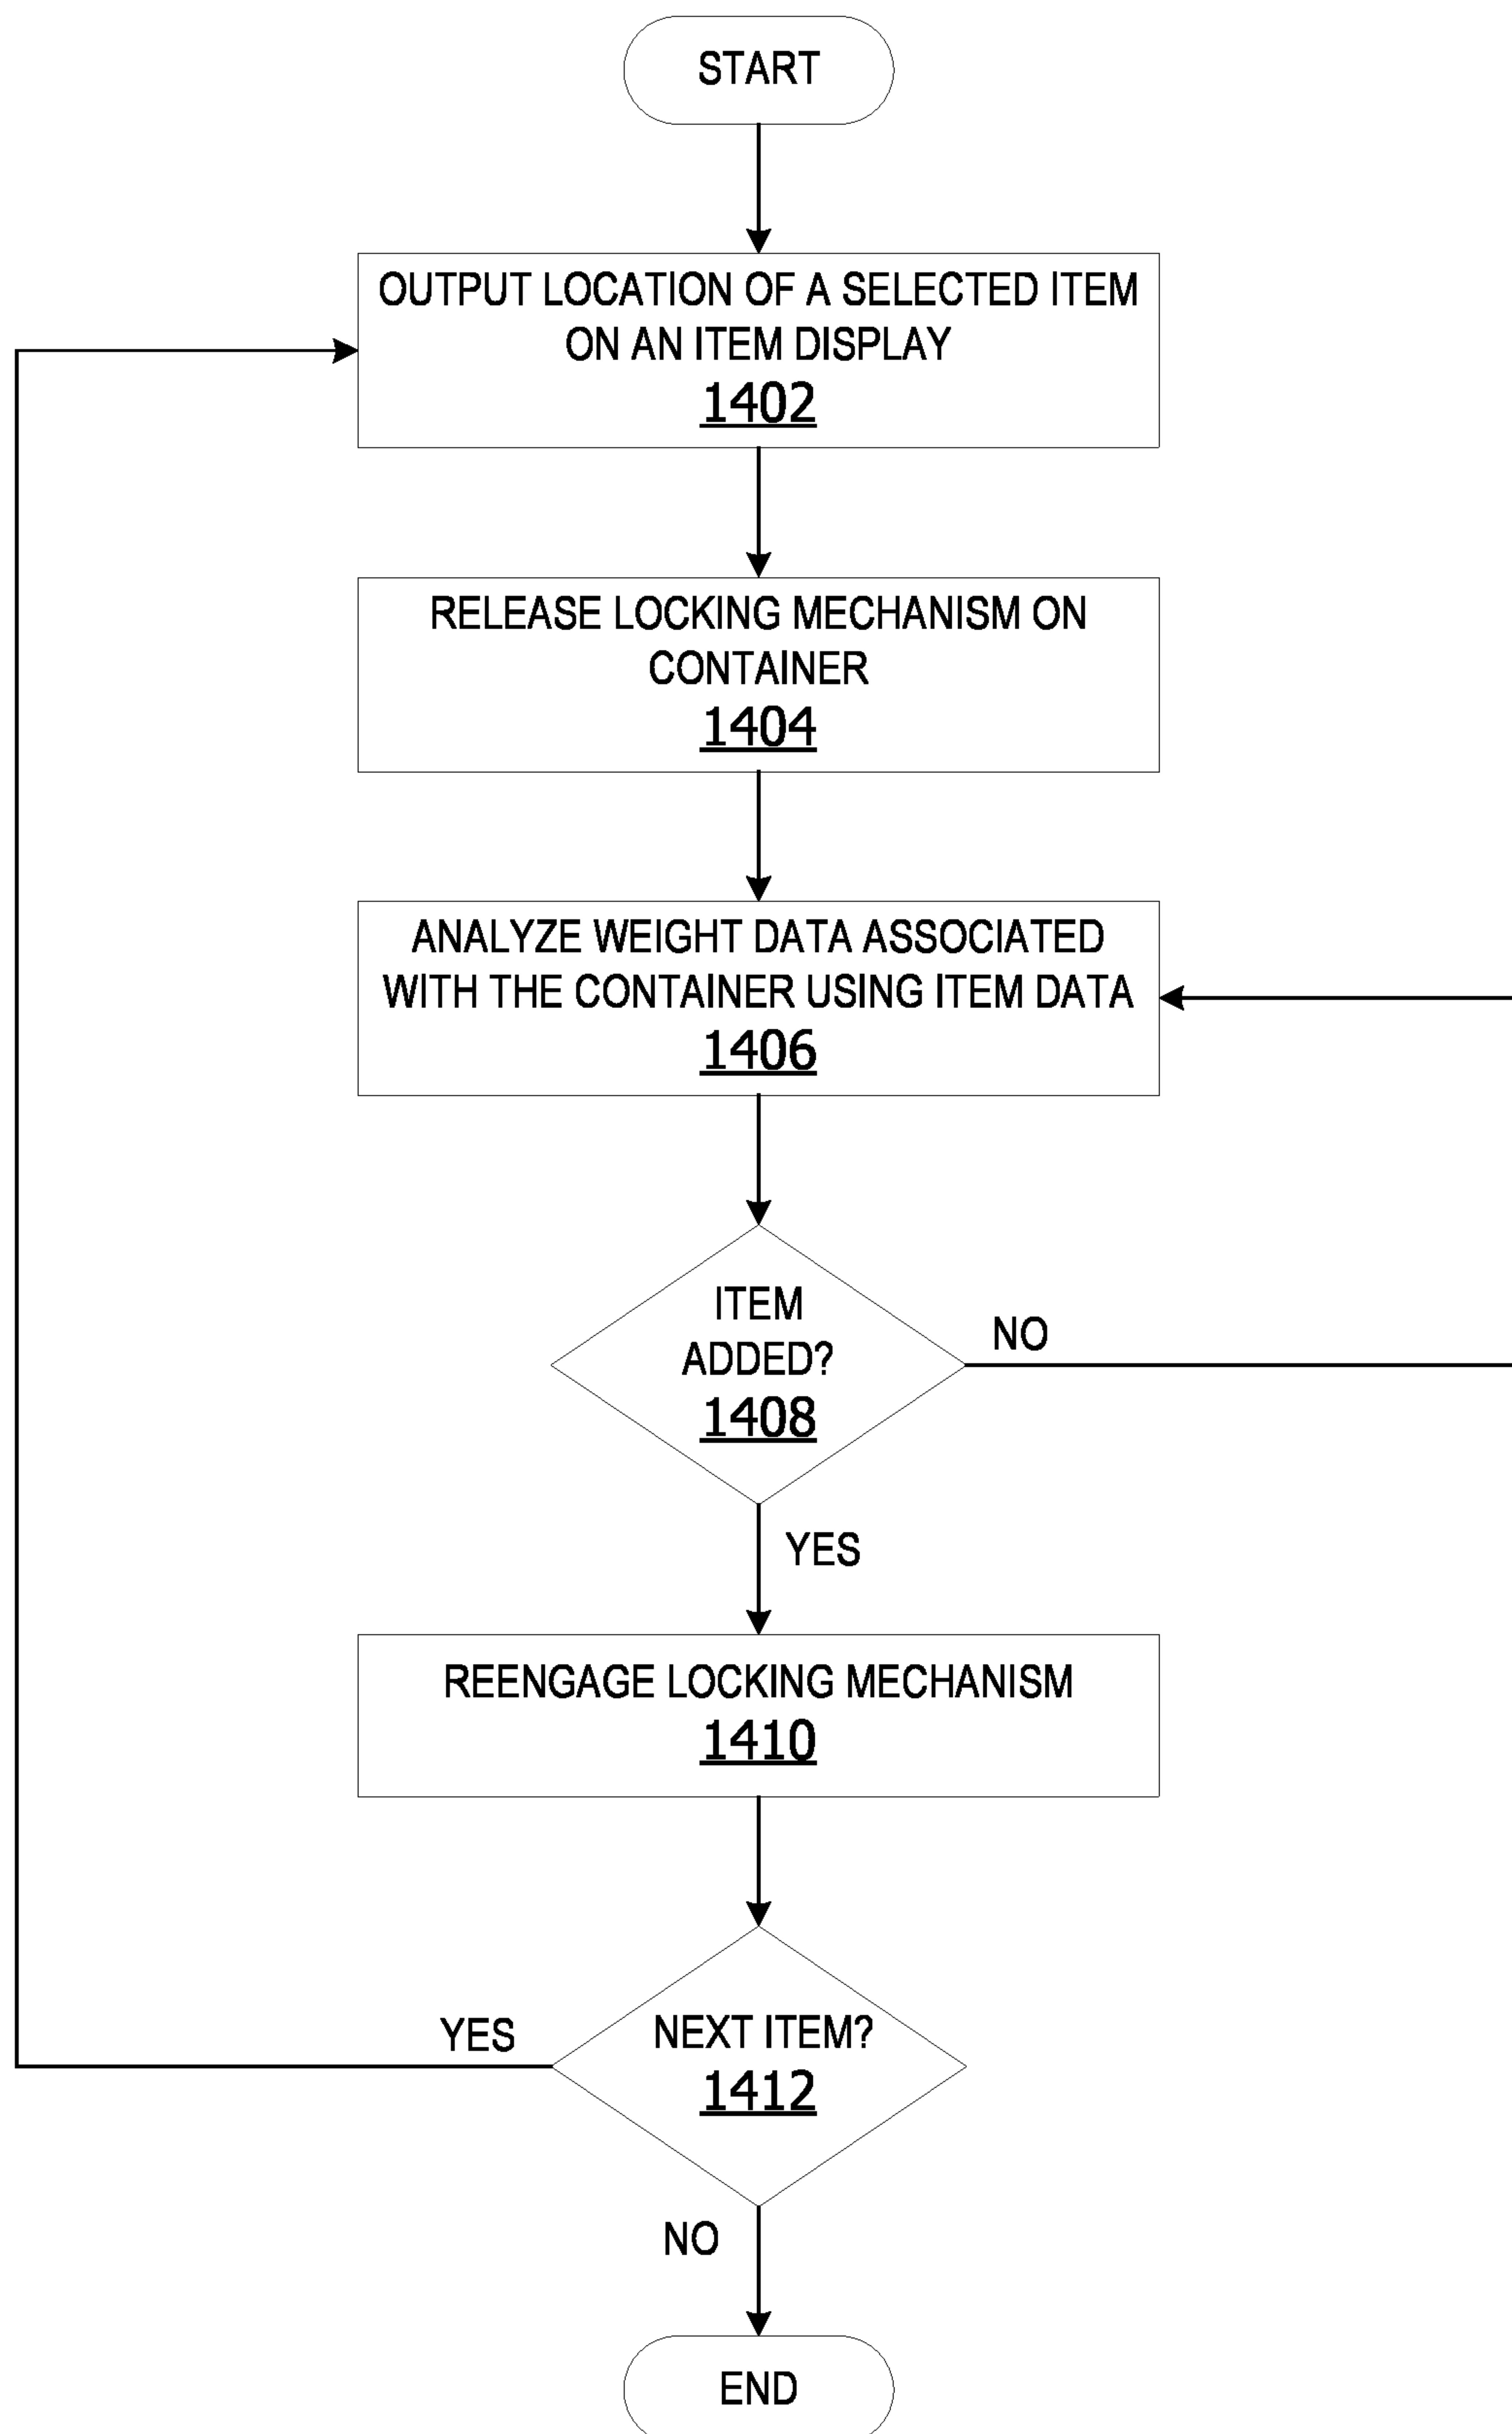 START
OUTPUT LOCATION OF A SELECTED ITEM
ON AN ITEM DISPLAY
1402
RELEASE LOCKING MECHANISM ON
CONTAINER
1404
ANALYZE WEIGHT DATA ASSOCIATED
WITH THE CONTAINER USING ITEM DATA
1406
ITEM
ADDED?
1408
NO
YES
REENGAGE LOCKING MECHANISM
1410
NEXT ITEM?
1412
YES
NO
END